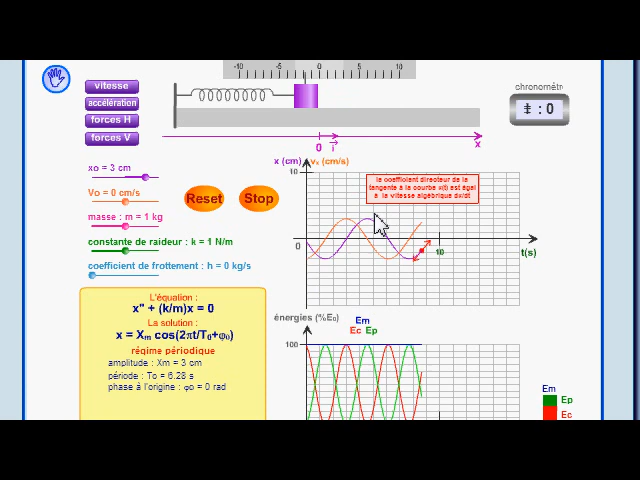 -10 -5 0 5 10
vitesse
accélération
forces H
forces V
chronomètr
: 0
0 i x
xo = 3 cm
Vo = 0 cm/s
masse : m = 1 kg
constante de raideur : k = 1 N/m
coefficient de frottement : h = 0 kg/s
Reset Stop
x (cm) vx (cm/s)
10
le coefficient directeur de la
tangente à la courbe x(t) est égal
à la vitesse algébrique dx/dt
0
10
t(s)
L'équation :
x'' + (k/m)x = 0
La solution :
x = Xm cos(2πt/T0+φ0)
régime périodique
amplitude : Xm = 3 cm
période : To = 6.28 s
phase à l'origine : φo = 0 rad
énergies (%E0)
Em
Ec Ep
100
Em
Ep
Ec